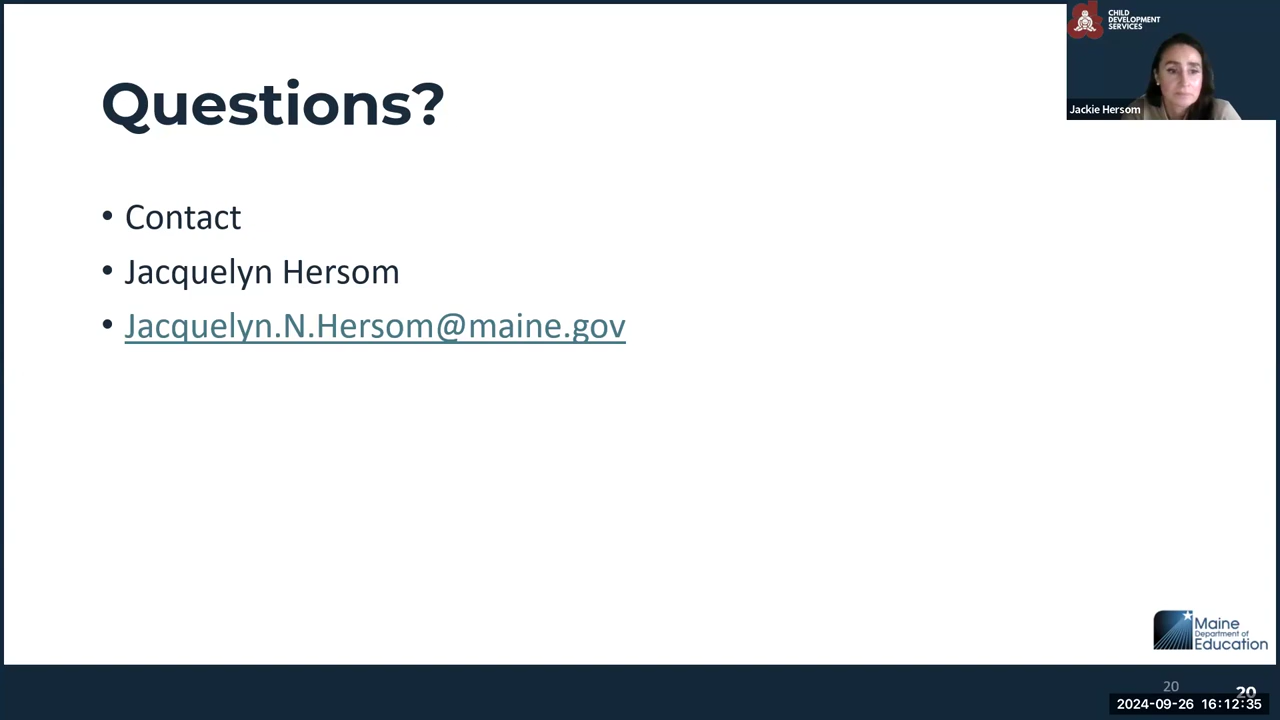 CHILD
DEVELOPMENT
SERVICES
Jackie Hersom
Questions?
• Contact
• Jacquelyn Hersom
• Jacquelyn.N.Hersom@maine.gov
Maine
Department of
Education
20
20
2024-09-26 16:12:35